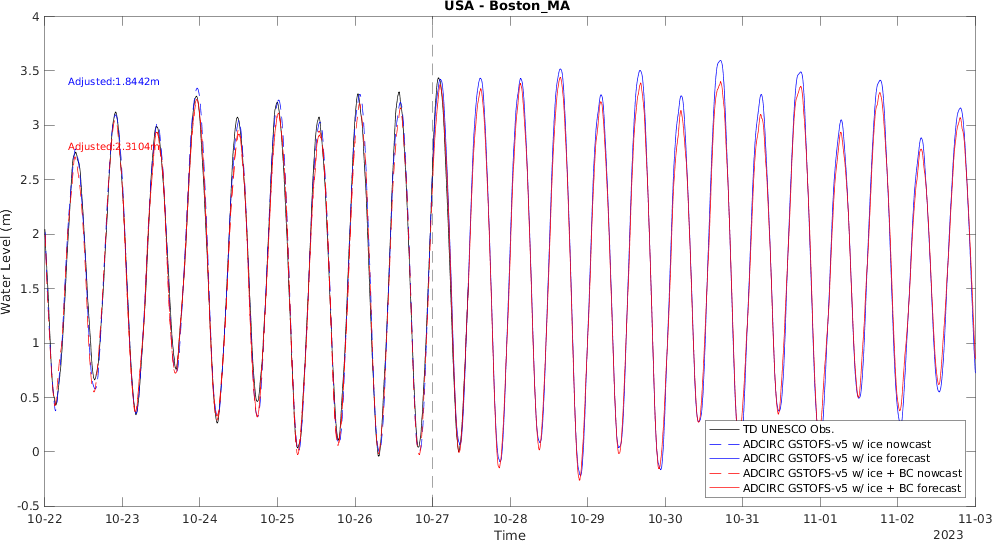 USA - Boston_MA
4
3.5
3
2.5
2
1.5
1
0.5
0
-0.5
Water Level (m)
Adjusted:1.8442m
Adjusted:2.3104m
TD UNESCO Obs.
ADCIRC GSTOFS-v5 w/ ice nowcast
ADCIRC GSTOFS-v5 w/ ice forecast
ADCIRC GSTOFS-v5 w/ ice + BC nowcast
ADCIRC GSTOFS-v5 w/ ice + BC forecast
10-22 10-23 10-24 10-25 10-26 10-27 10-28 10-29 10-30 10-31 11-01 11-02 11-03
Time
2023